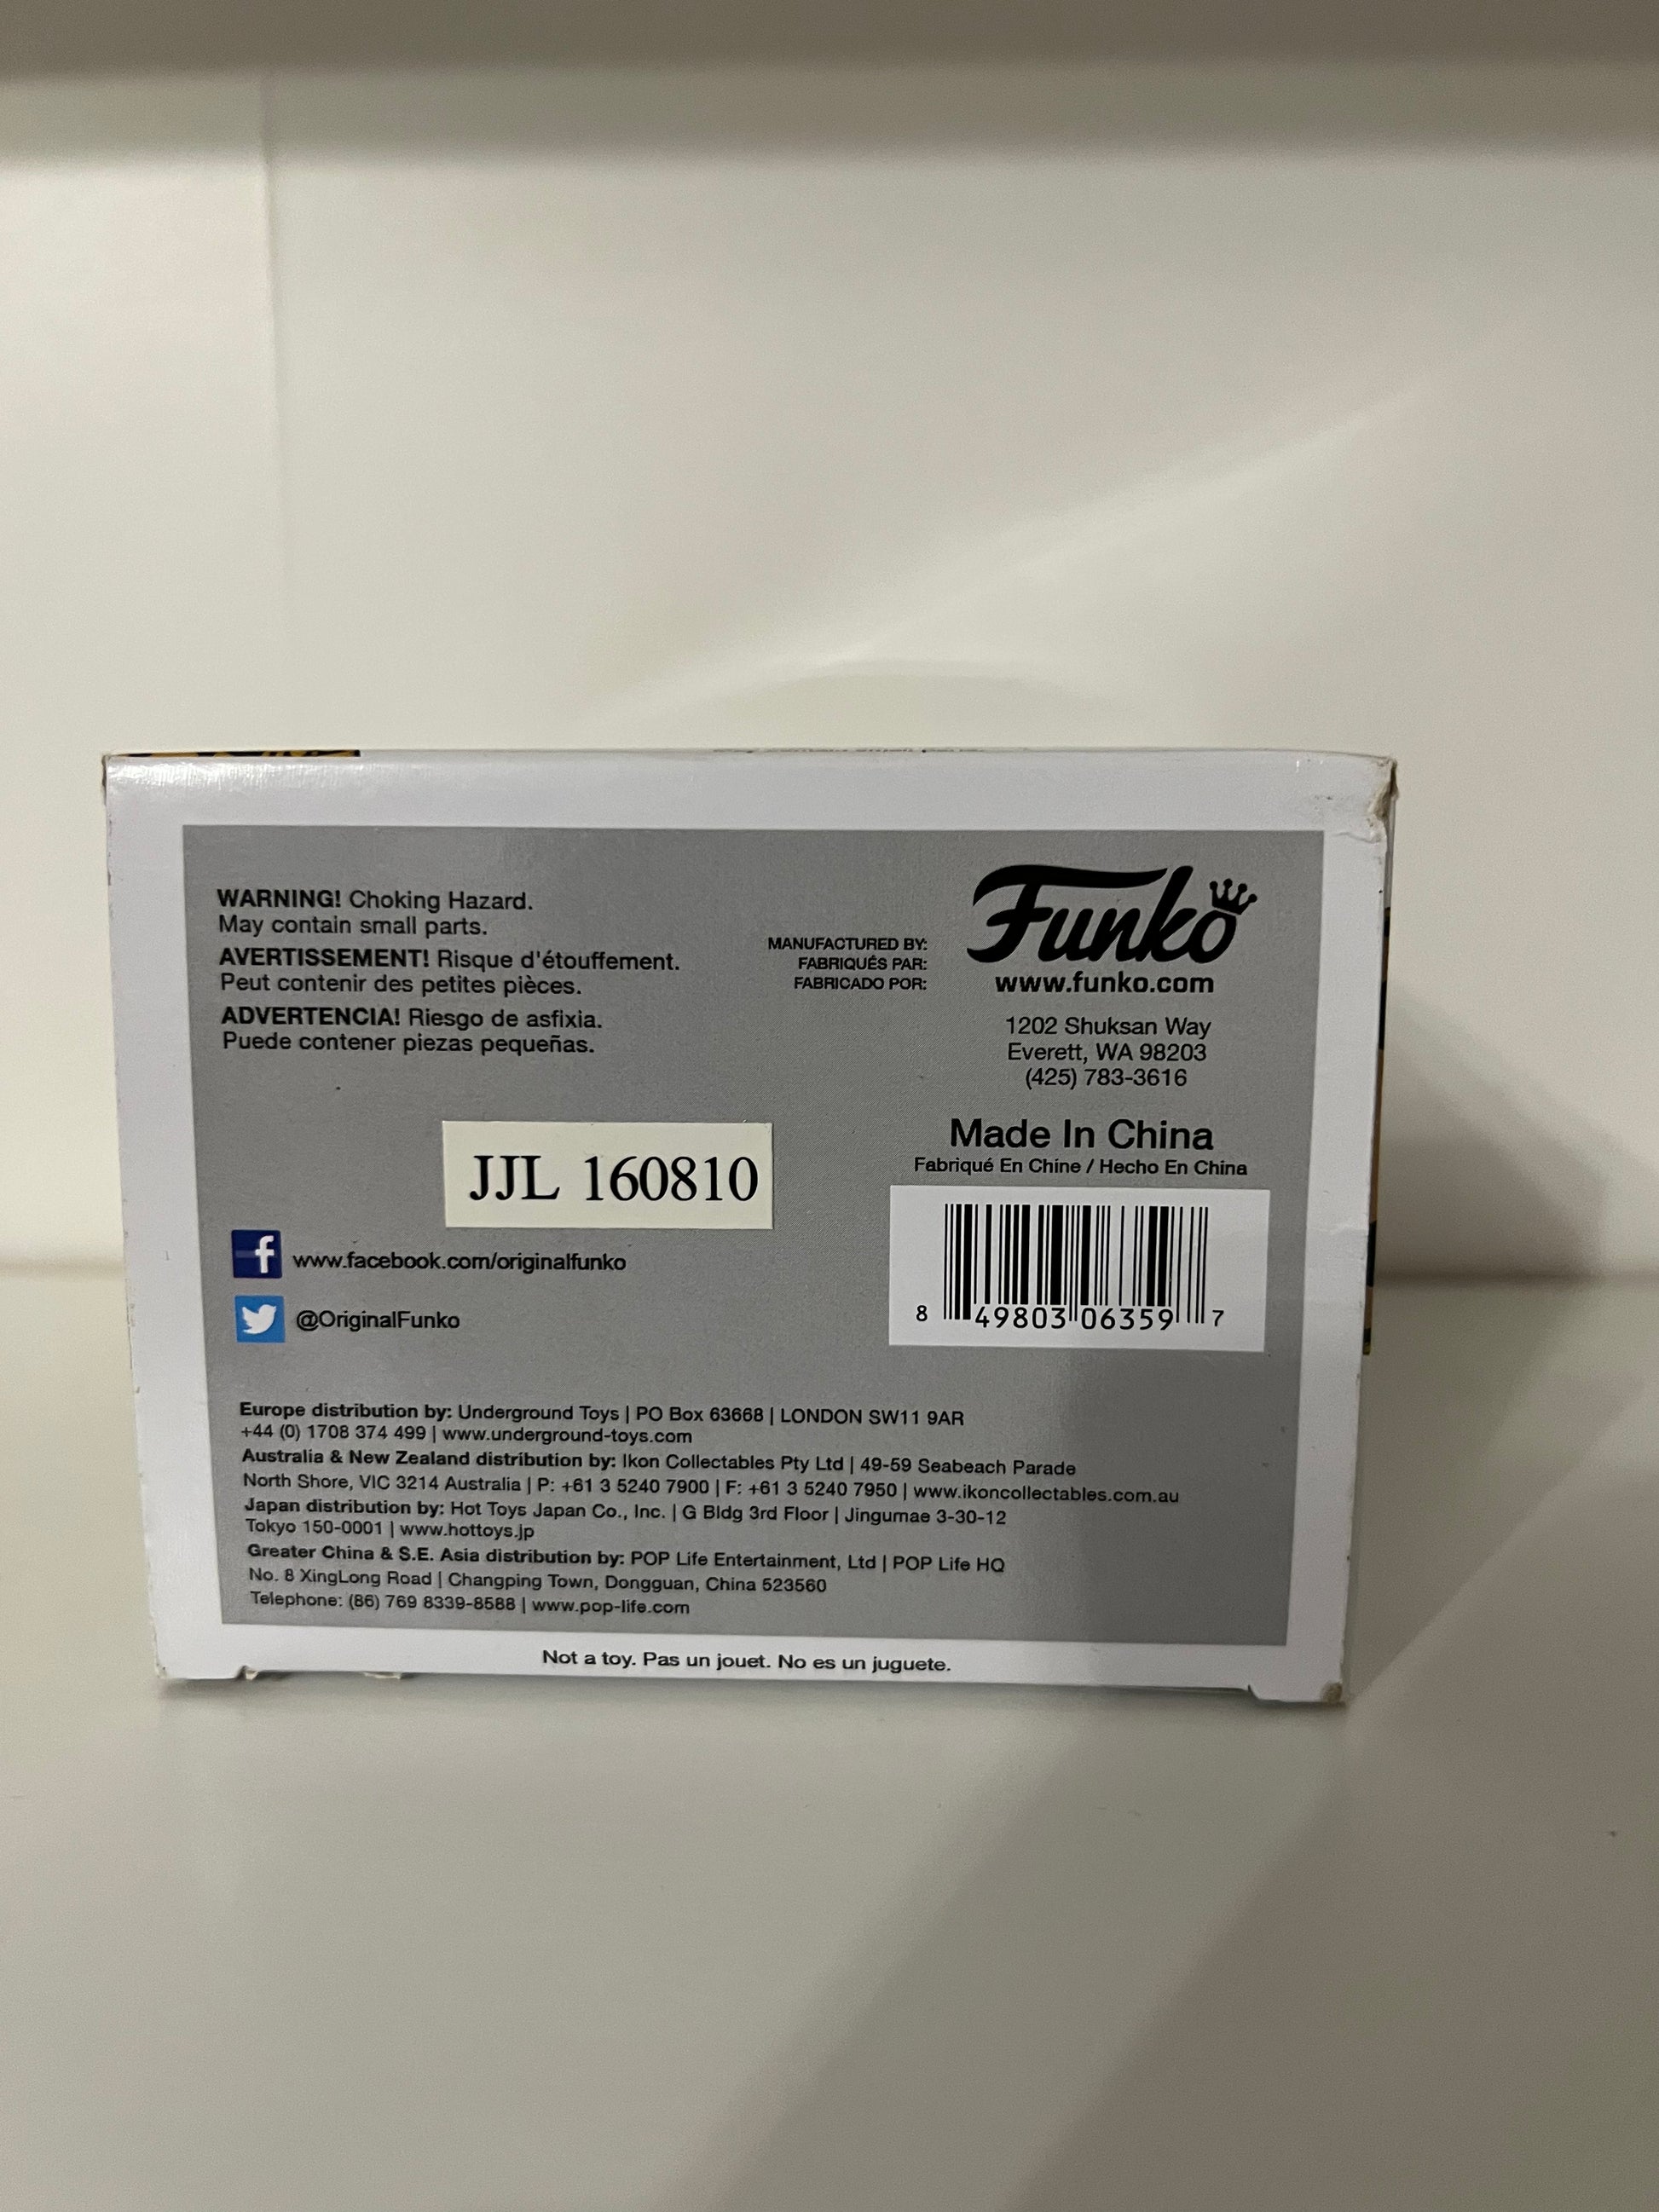 WARNING! Choking Hazard.
May contain small parts.
AVERTISSEMENT! Risque d'étouffement.
Peut contenir des petites pièces.
ADVERTENCIA! Riesgo de asfixia.
Puede contener piezas pequeñas.
MANUFACTURED BY:
FABRIQUÉS PAR:
FABRICADO POR:
Funko
www.funko.com
1202 Shuksan Way
Everett, WA 98203
(425) 783-3616
Made In China
Fabriqué En Chine / Hecho En China
JJL 160810
8 49803 06359 7
f www.facebook.com/originalfunko
@OriginalFunko
Europe distribution by: Underground Toys | PO Box 63668 | LONDON SW11 9AR
+44 (0) 1708 374 499 | www.underground-toys.com
Australia & New Zealand distribution by: Ikon Collectables Pty Ltd | 49-59 Seabeach Parade
North Shore, VIC 3214 Australia | P: +61 3 5240 7900 | F: +61 3 5240 7950 | www.ikoncollectables.com.au
Japan distribution by: Hot Toys Japan Co., Inc. | G Bldg 3rd Floor | Jingumae 3-30-12
Tokyo 150-0001 | www.hottoys.jp
Greater China & S.E. Asia distribution by: POP Life Entertainment, Ltd | POP Life HQ
No. 8 XingLong Road | Changping Town, Dongguan, China 523560
Telephone: (86) 769 8339-8588 | www.pop-life.com
Not a toy. Pas un jouet. No es un juguete.